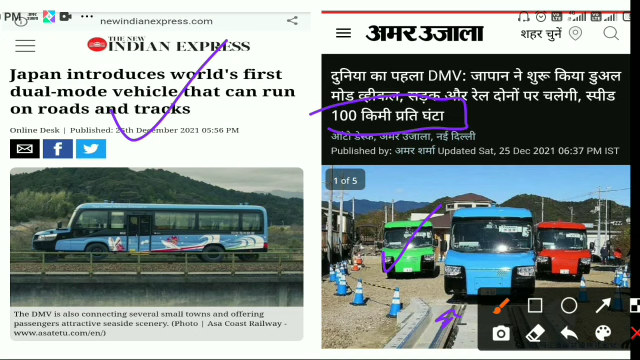 PM
newindianexpress.com
THE NEW
INDIAN EXPRESS
Japan introduces world's first
dual-mode vehicle that can run
on roads and tracks
Online Desk | Published: 25th December 2021 05:56 PM
The DMV is also connecting several small towns and offering
passengers attractive seaside scenery. (Photo | Asa Coast Railway -
www.asatetu.com/en/)
अमर उजाला
शहर चुनें
दुनिया का पहला DMV: जापान ने शुरू किया डुअल
मोड व्हीकल, सड़क और रेल दोनों पर चलेगी, स्पीड
100 किमी प्रति घंटा
ऑटो डेस्क, अमर उजाला, नई दिल्ली
Published by: अमर शर्मा Updated Sat, 25 Dec 2021 06:37 PM IST
1 of 5